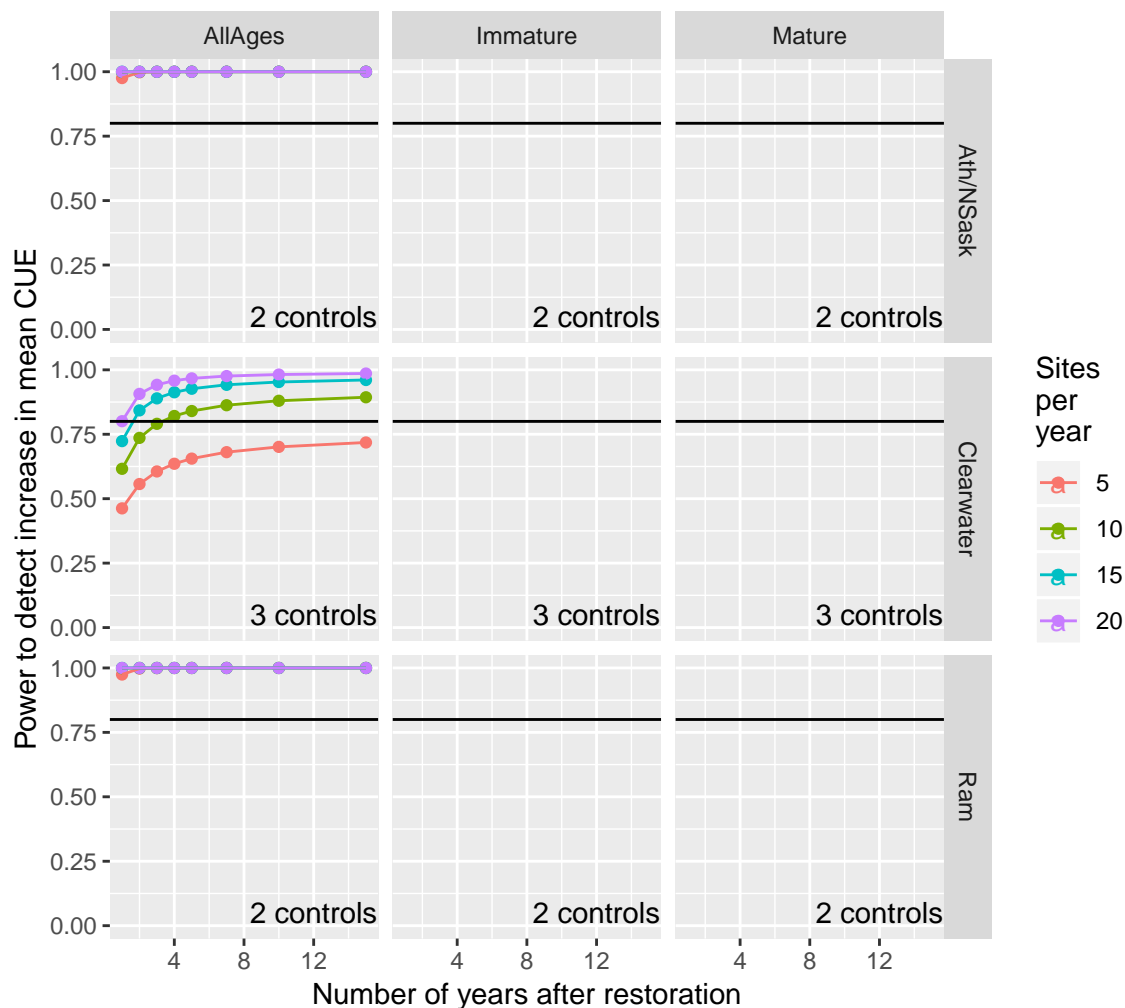 AllAges Immature Mature
Power to detect increase in mean CUE
1.00
0.75
0.50
0.25
0.00
2 controls 2 controls 2 controls
Ath/NSask
1.00
0.75
0.50
0.25
0.00
3 controls 3 controls 3 controls
Clearwater
1.00
0.75
0.50
0.25
0.00
2 controls 2 controls 2 controls
Ram
4 8 12 4 8 12 4 8 12
Number of years after restoration
Sites
per
year
a 5
a 10
a 15
a 20